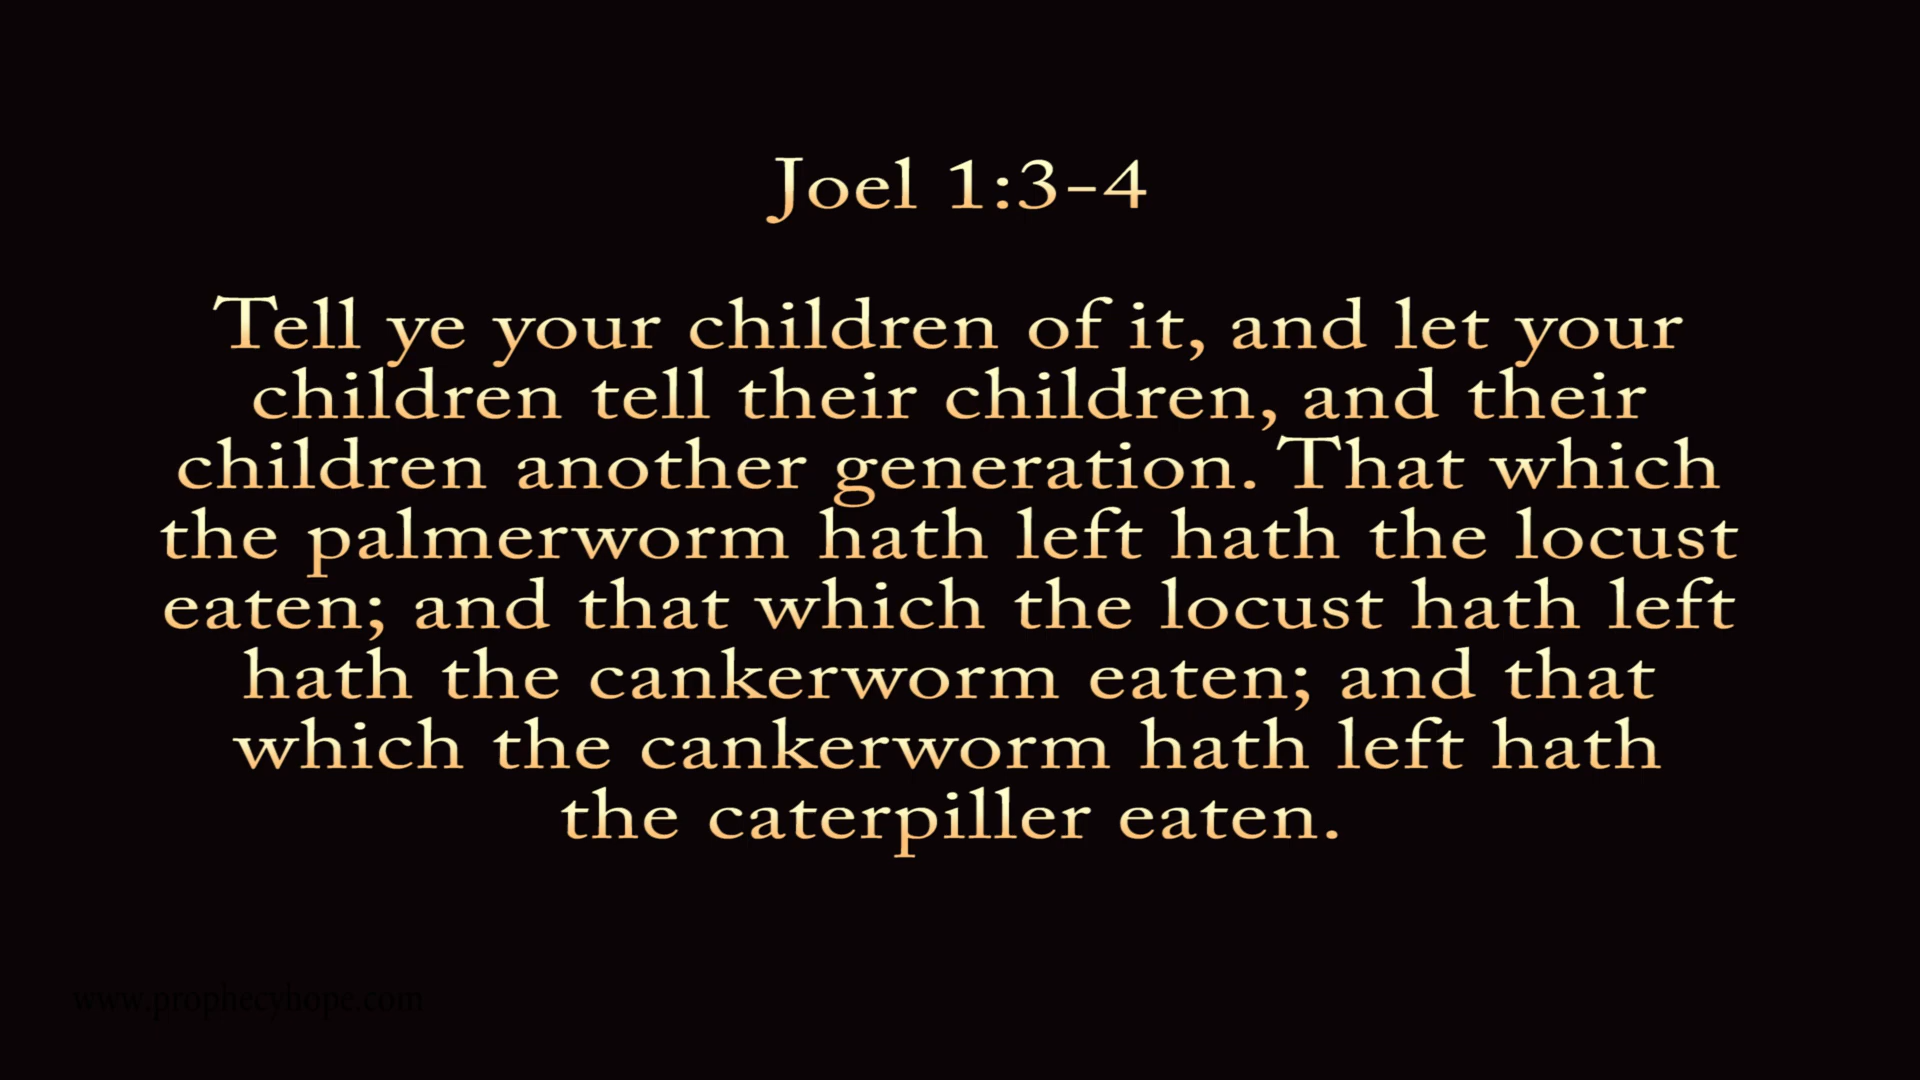 Joel 1:3-4
Tell ye your children of it, and let your
children tell their children, and their
children another generation. That which
the palmerworm hath left hath the locust
eaten; and that which the locust hath left
hath the cankerworm eaten; and that
which the cankerworm hath left hath
the caterpiller eaten.
www.prophecyhope.com